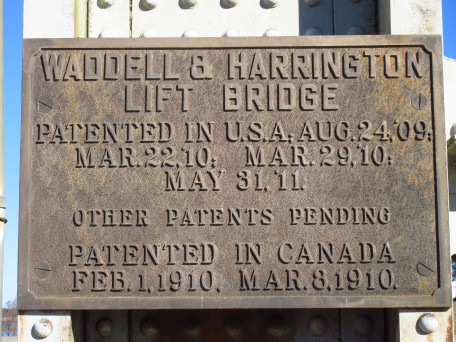 WADDELL & HARRINGTON
LIFT BRIDGE
PATENTED IN U.S.A; AUG.24,'09;
MAR.22,'10; MAR.29,'10;
MAY 31,'11.
OTHER PATENTS PENDING
PATENTED IN CANADA
FEB.1,1910, MAR.8,1910.